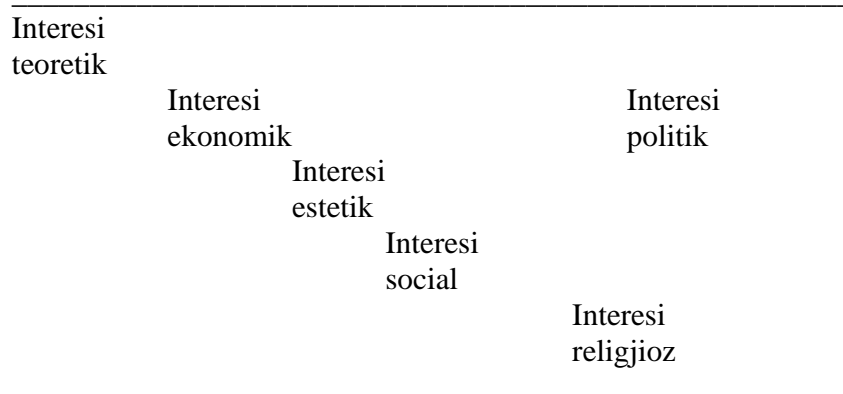 Interesi
teoretik
Interesi Interesi
ekonomik politik
Interesi
estetik
Interesi
social
Interesi
religjioz